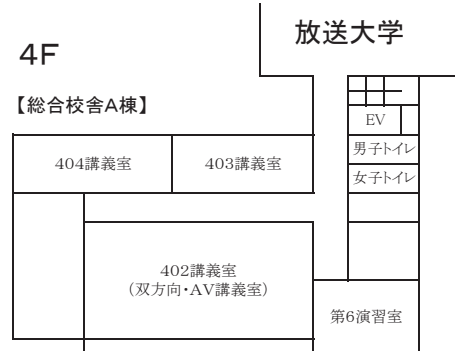 放送大学
4F
【総合校舎A棟】
EV
男子トイレ
404講義室
403講義室
女子トイレ
402講義室
（双方向・AV講義室）
第6演習室